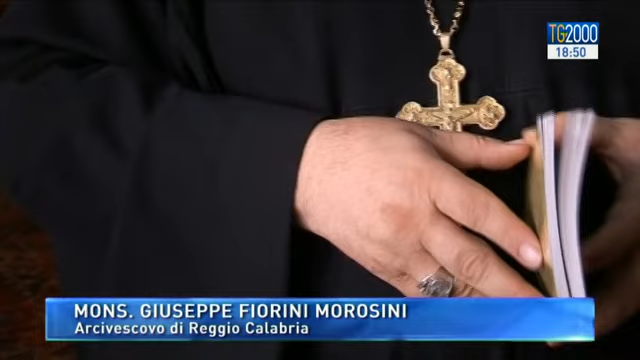 TG2000
18:50
MONS. GIUSEPPE FIORINI MOROSINI
Arcivescovo di Reggio Calabria